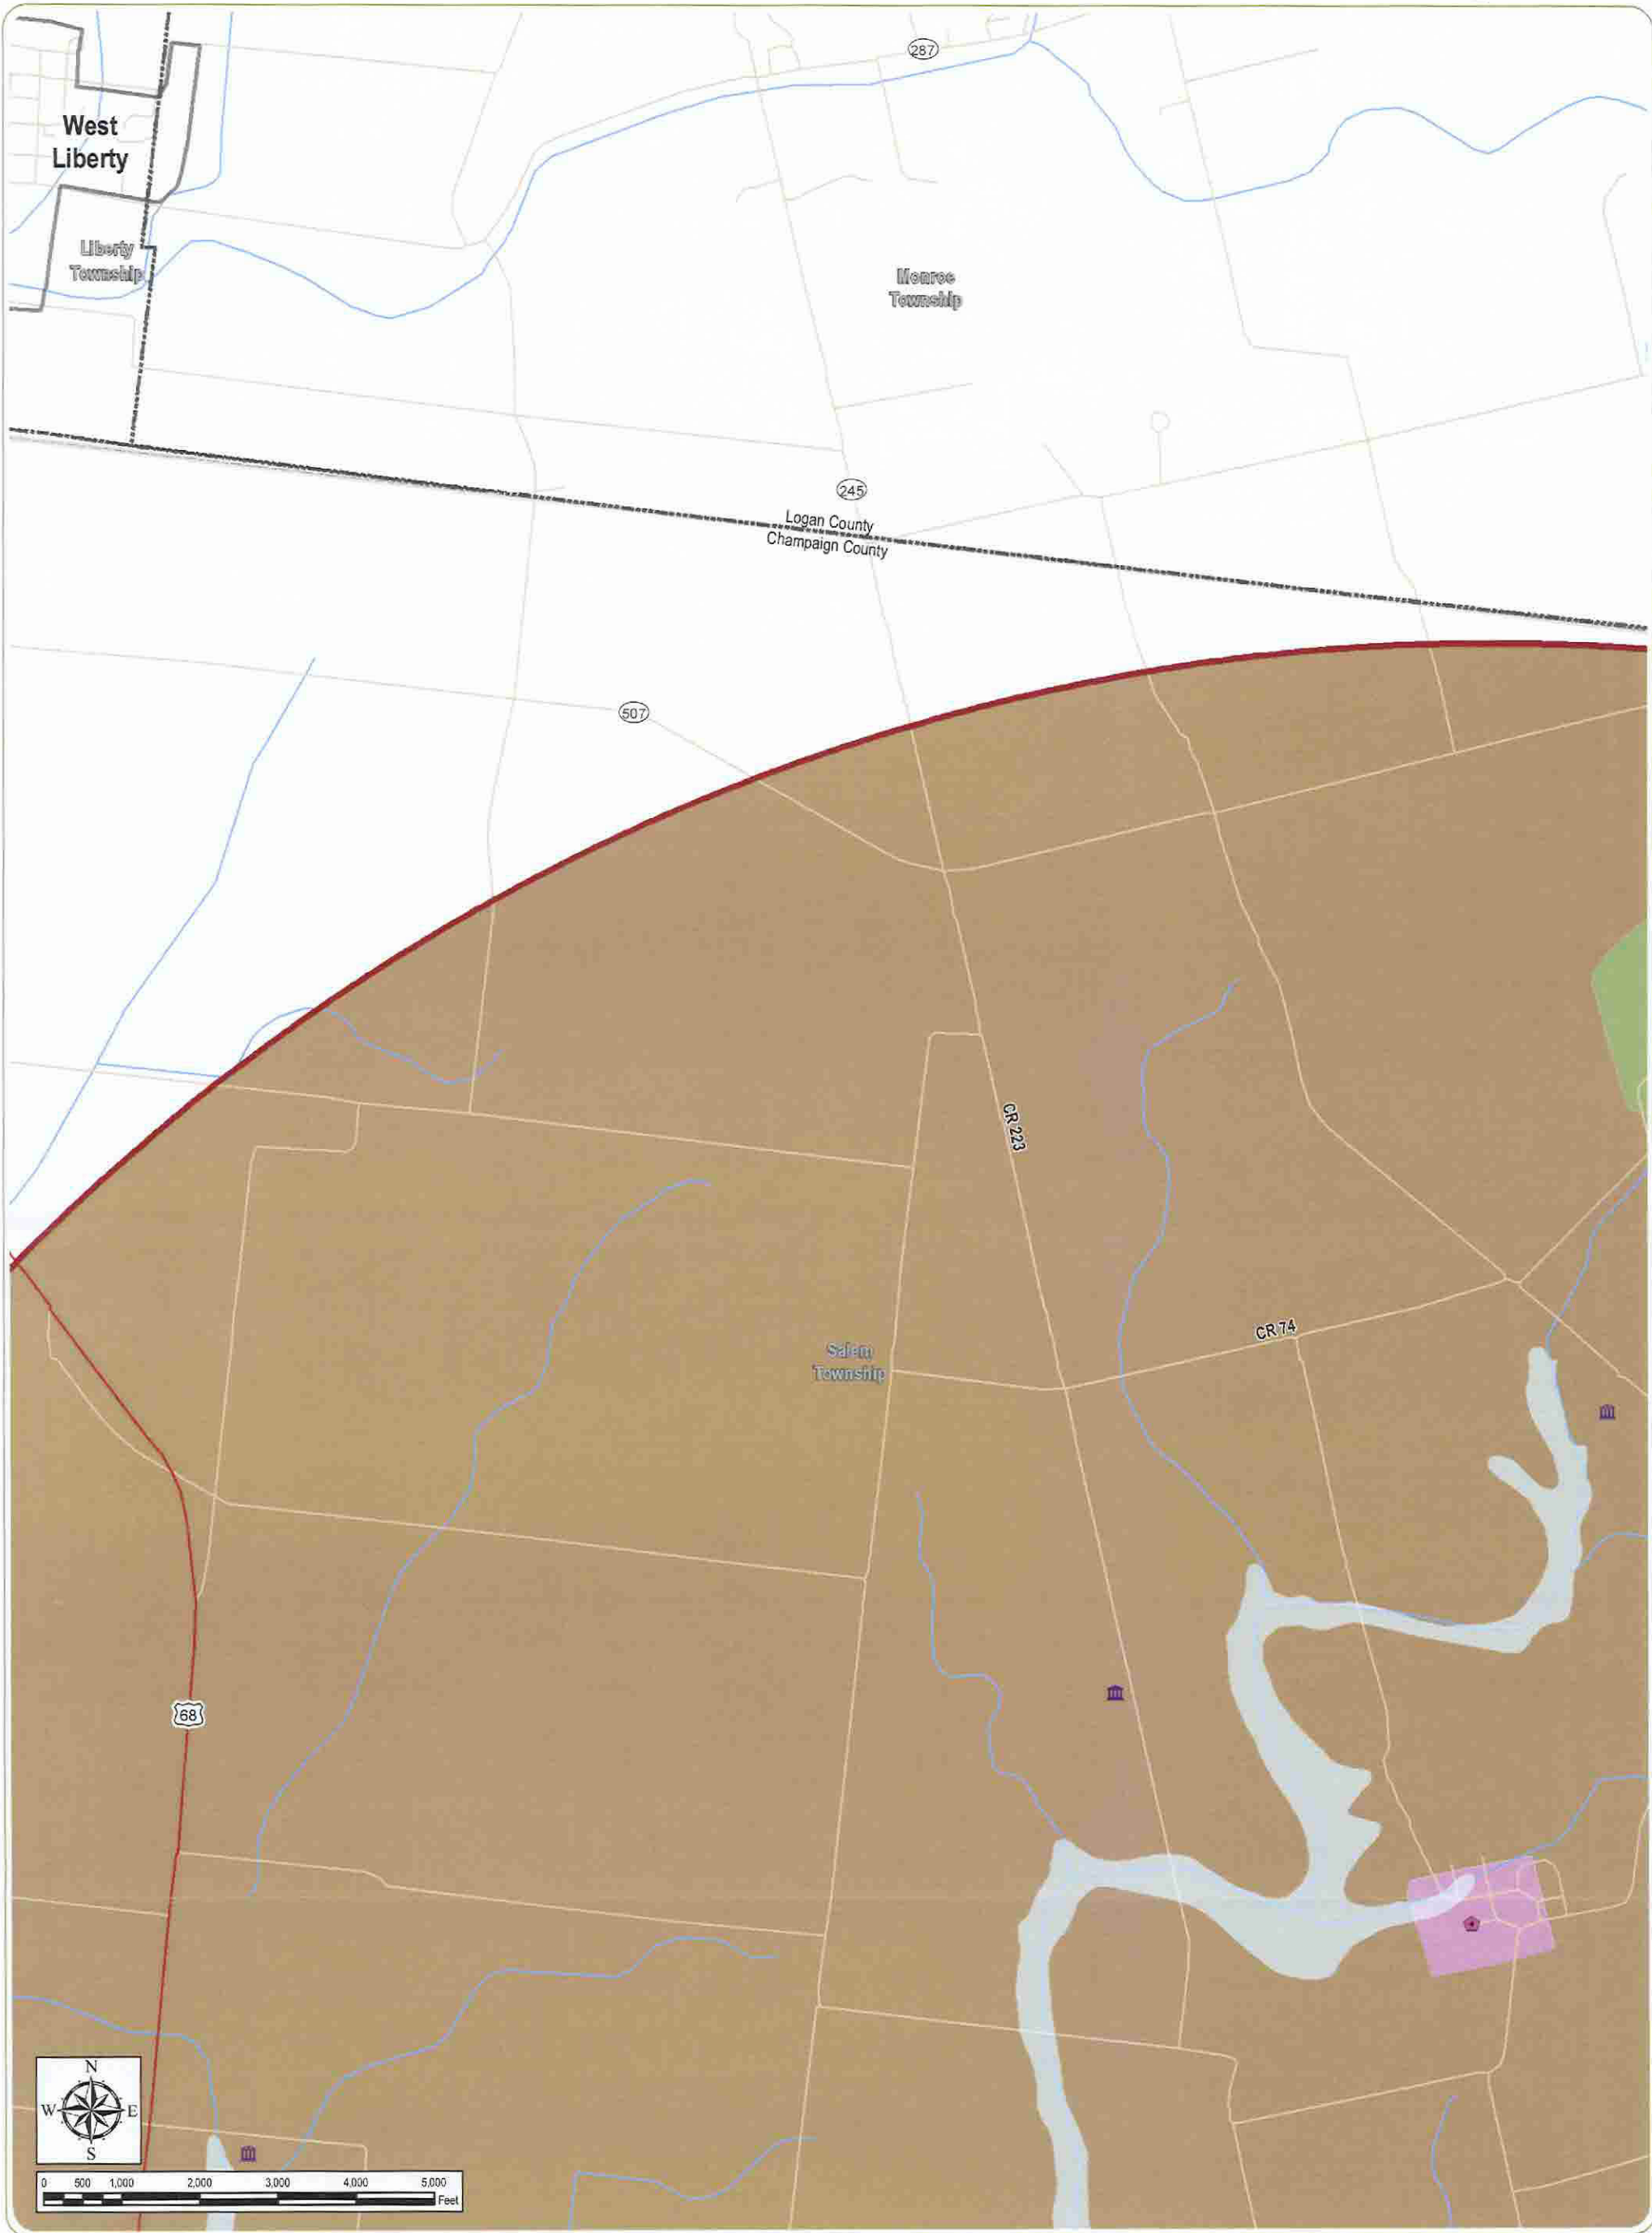 287
West
Liberty
Liberty
Township
Monroe
Township
245
Logan County
Champaign County
507
CR 223
CR 74
Salem
Township
68
N
W
E
S
0 500 1,000 2,000 3,000 4,000 5,000
Feet